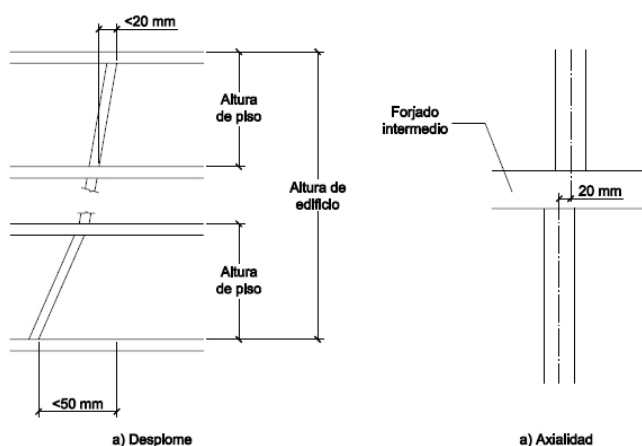 <20 mm
Altura
de piso
Altura de
edificio
Altura
de piso
<50 mm
a) Desplome
Forjado
intermedio
20 mm
a) Axialidad